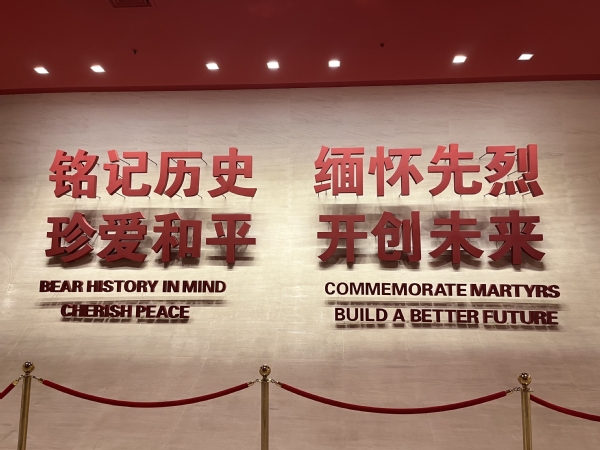 铭记历史 缅怀先烈
珍爱和平 开创未来
BEAR HISTORY IN MIND
CHERISH PEACE
COMMEMORATE MARTYRS
BUILD A BETTER FUTURE